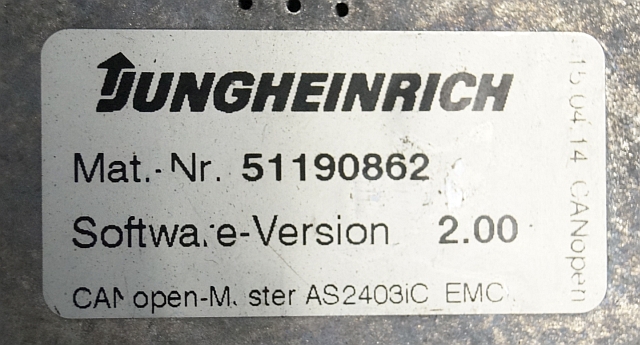 JUNGHEINRICH
Mat.-Nr. 51190862
Software-Version 2.00
CANopen-Master AS2403iC_EMC
15.04.14 CANopen